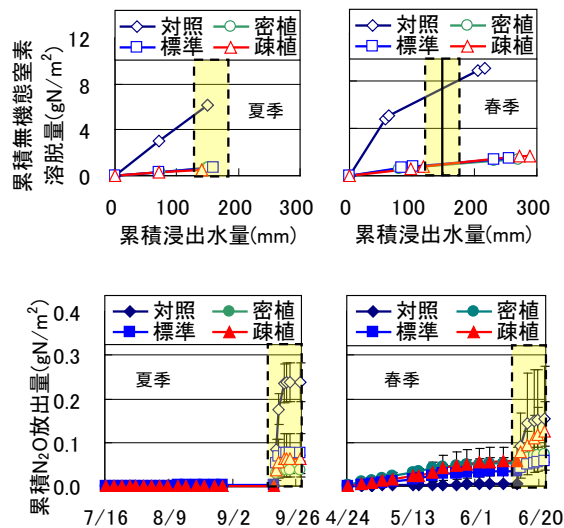 対照 密植
標準 疎植
対照 密植
標準 疎植
累積無機態窒素
溶脱量(gN/m²)
12
8
4
0
夏季
春季
0 100 200 300
0 100 200 300
累積浸出水量(mm)
累積浸出水量(mm)
対照 密植
標準 疎植
対照 密植
標準 疎植
累積N₂O放出量(gN/m²)
0.4
0.3
0.2
0.1
0.0
夏季
春季
7/16 8/9 9/2 9/26
4/24 5/13 6/1 6/20